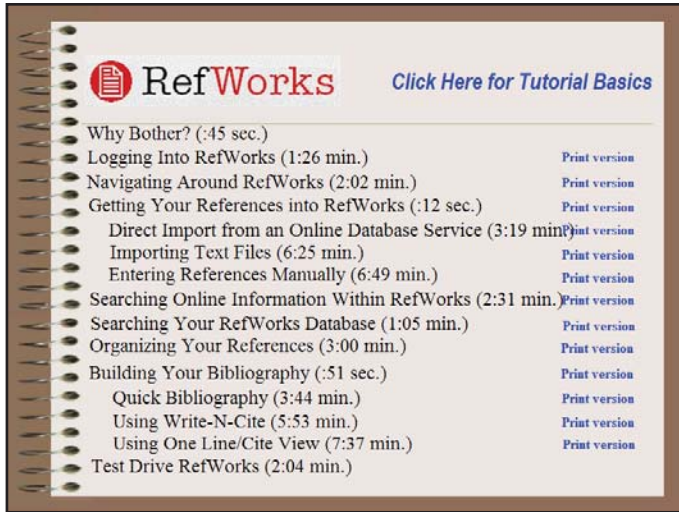 RefWorks Click Here for Tutorial Basics
Why Bother? (:45 sec.)
Logging Into RefWorks (1:26 min.) Print version
Navigating Around RefWorks (2:02 min.) Print version
Getting Your References into RefWorks (:12 sec.) Print version
Direct Import from an Online Database Service (3:19 min.) Print version
Importing Text Files (6:25 min.) Print version
Entering References Manually (6:49 min.) Print version
Searching Online Information Within RefWorks (2:31 min.) Print version
Searching Your RefWorks Database (1:05 min.) Print version
Organizing Your References (3:00 min.) Print version
Building Your Bibliography (:51 sec.) Print version
Quick Bibliography (3:44 min.) Print version
Using Write-N-Cite (5:53 min.) Print version
Using One Line/Cite View (7:37 min.) Print version
Test Drive RefWorks (2:04 min.)